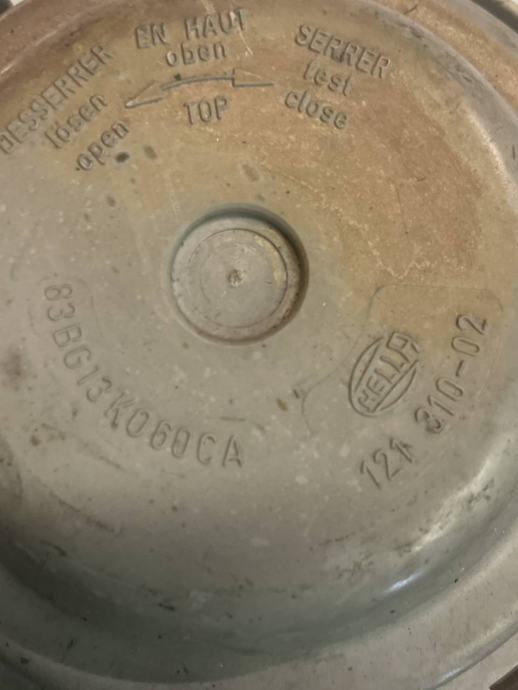 DESSERRER
lösen
open
EN HAUT
oben
TOP
SERRER
fest
close
83BG13K060CA
HELLA
121 310-02